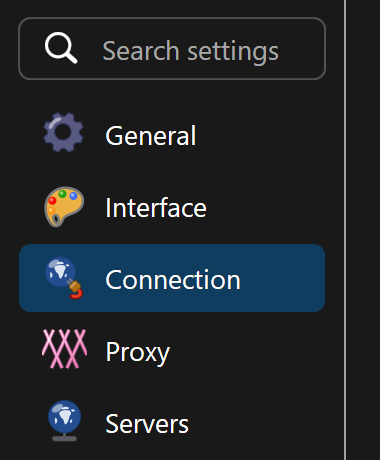 Search settings
General
Interface
Connection
Proxy
Servers